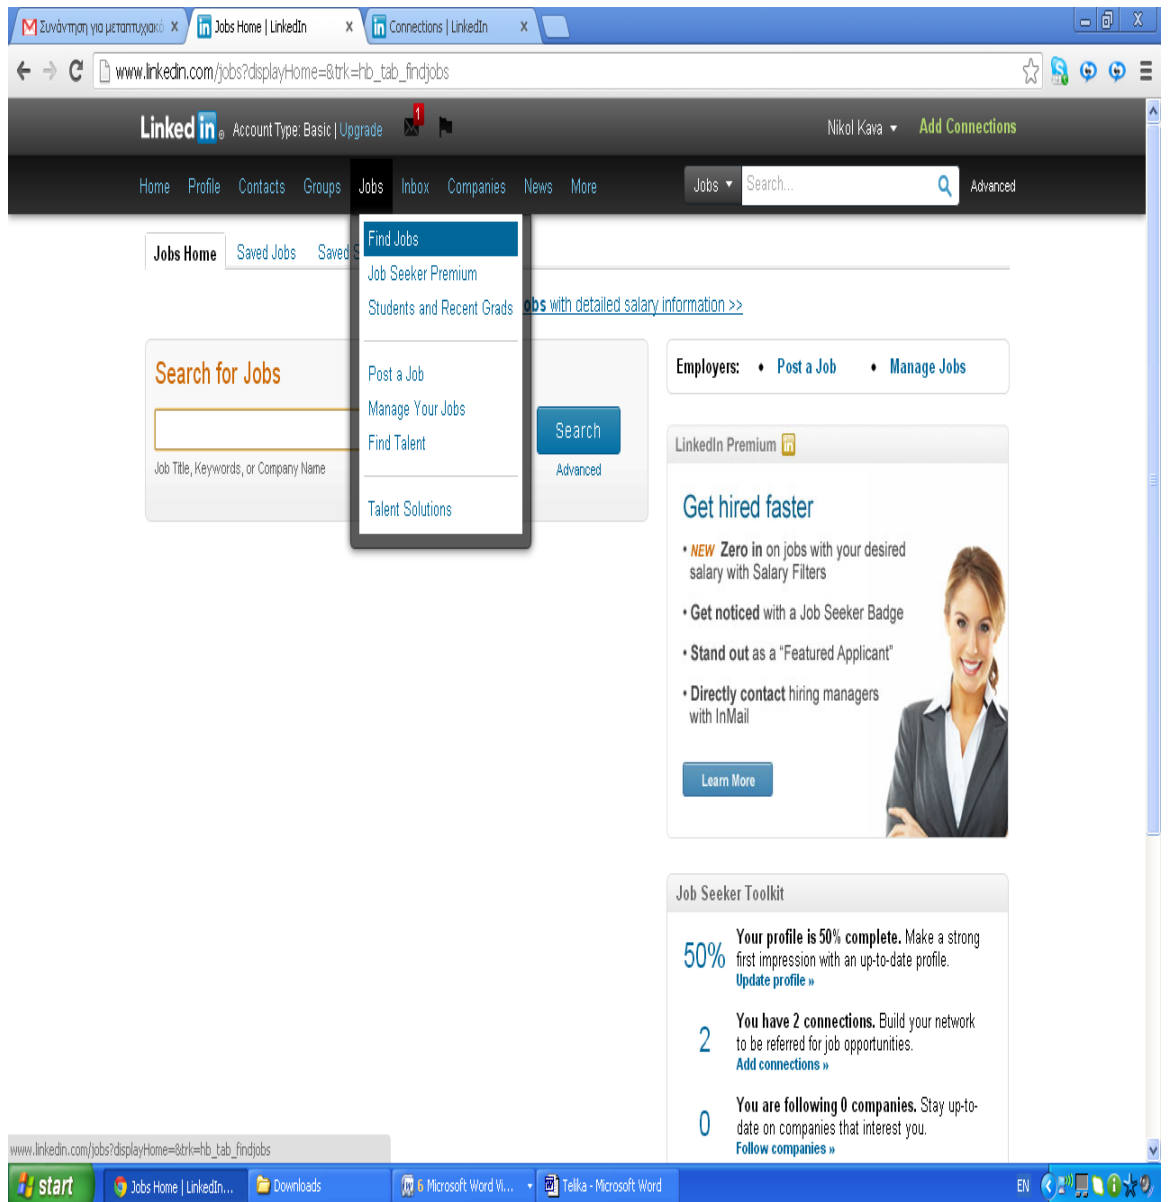 Συνάντηση για μεταπτυχιακό
Jobs Home | LinkedIn
Connections | LinkedIn
www.linkedin.com/jobs?displayHome=&trk=hb_tab_findjobs
Linked in ® Account Type: Basic | Upgrade 1
Nikol Kava Add Connections
Home Profile Contacts Groups Jobs Inbox Companies News More
Jobs Search... Advanced
Jobs Home Saved Jobs Saved S
Find Jobs
Job Seeker Premium
Students and Recent Grads
Post a Job
Manage Your Jobs
Find Talent
Talent Solutions
obs with detailed salary information >>
Search for Jobs
Job Title, Keywords, or Company Name
Search
Advanced
Employers: • Post a Job • Manage Jobs
LinkedIn Premium in
Get hired faster
• NEW Zero in on jobs with your desired
salary with Salary Filters
• Get noticed with a Job Seeker Badge
• Stand out as a “Featured Applicant”
• Directly contact hiring managers
with InMail
Learn More
Job Seeker Toolkit
50%
Your profile is 50% complete. Make a strong
first impression with an up-to-date profile.
Update profile »
2
You have 2 connections. Build your network
to be referred for job opportunities.
Add connections »
0
You are following 0 companies. Stay up-to-
date on companies that interest you.
Follow companies »
www.linkedin.com/jobs?displayHome=&trk=hb_tab_findjobs
start
Jobs Home | LinkedIn...
Downloads
6 Microsoft Word Vi...
Telika - Microsoft Word
EN